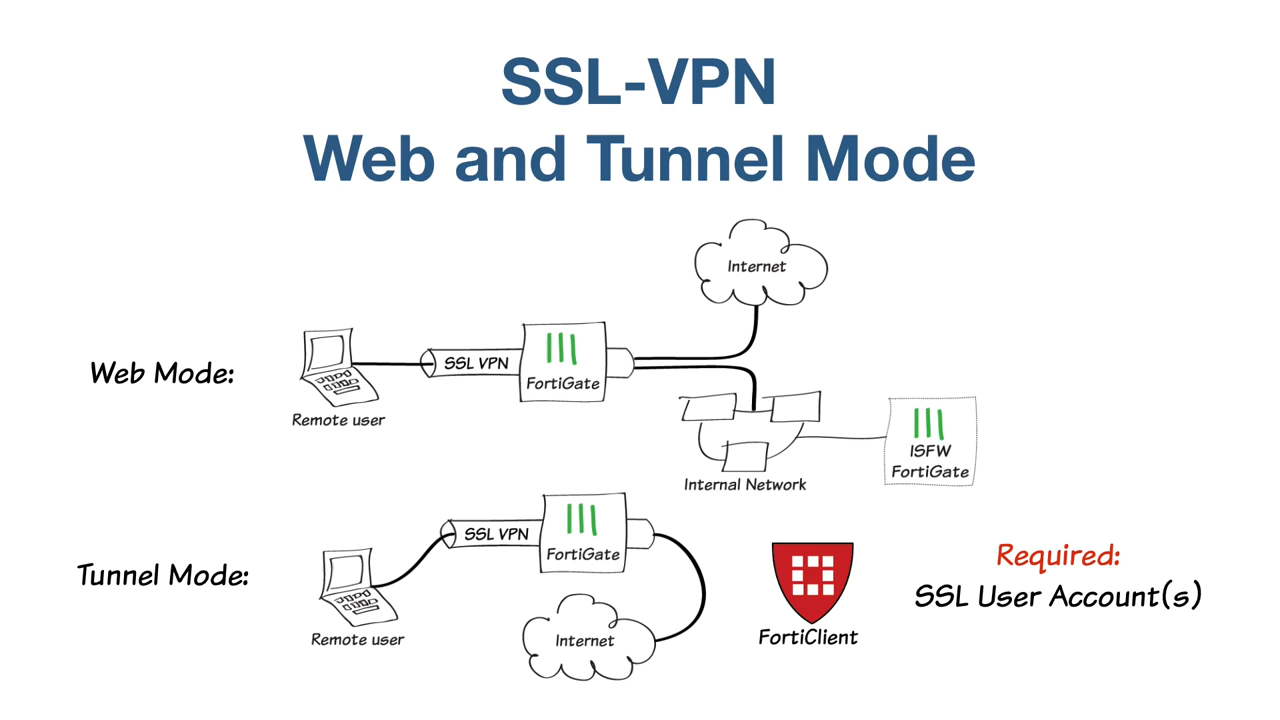 SSL-VPN
Web and Tunnel Mode
Internet
Web Mode:
SSL VPN
FortiGate
Remote user
ISFW
FortiGate
Internal Network
Tunnel Mode:
SSL VPN
FortiGate
Remote user
Internet
FortiClient
Required:
SSL User Account(s)